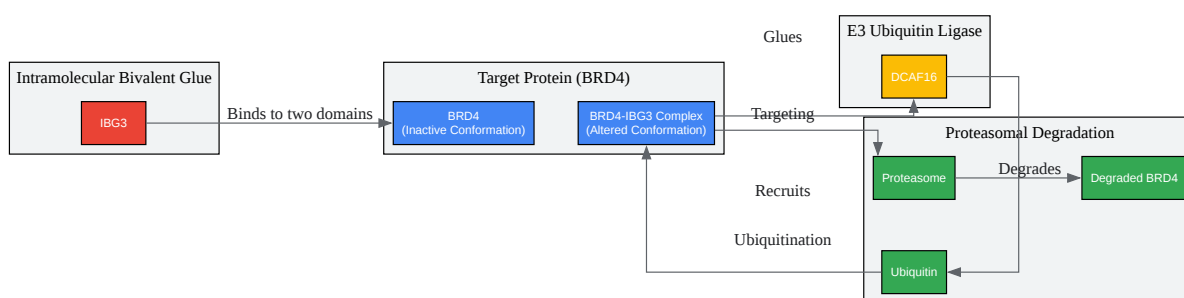 Intramolecular Bivalent Glue
IBG3
Binds to two domains
Target Protein (BRD4)
BRD4
(Inactive Conformation)
BRD4-IBG3 Complex
(Altered Conformation)
Glues
Targeting
Recruits
Ubiquitination
E3 Ubiquitin Ligase
DCAF16
Proteasomal Degradation
Proteasome
Degrades
Degraded BRD4
Ubiquitin